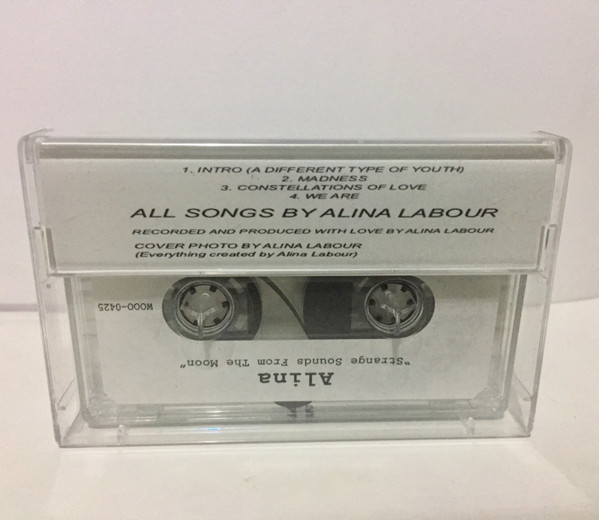 1. INTRO (A DIFFERENT TYPE OF YOUTH)
2. MADNESS
3. CONSTELLATIONS OF LOVE
4. WE ARE
ALL SONGS BY ALINA LABOUR
RECORDED AND PRODUCED WITH LOVE BY ALINA LABOUR
COVER PHOTO BY ALINA LABOUR
(Everything created by Alina Labour)
Alina
"Strange Sounds From The Moon"
WOOO-0425